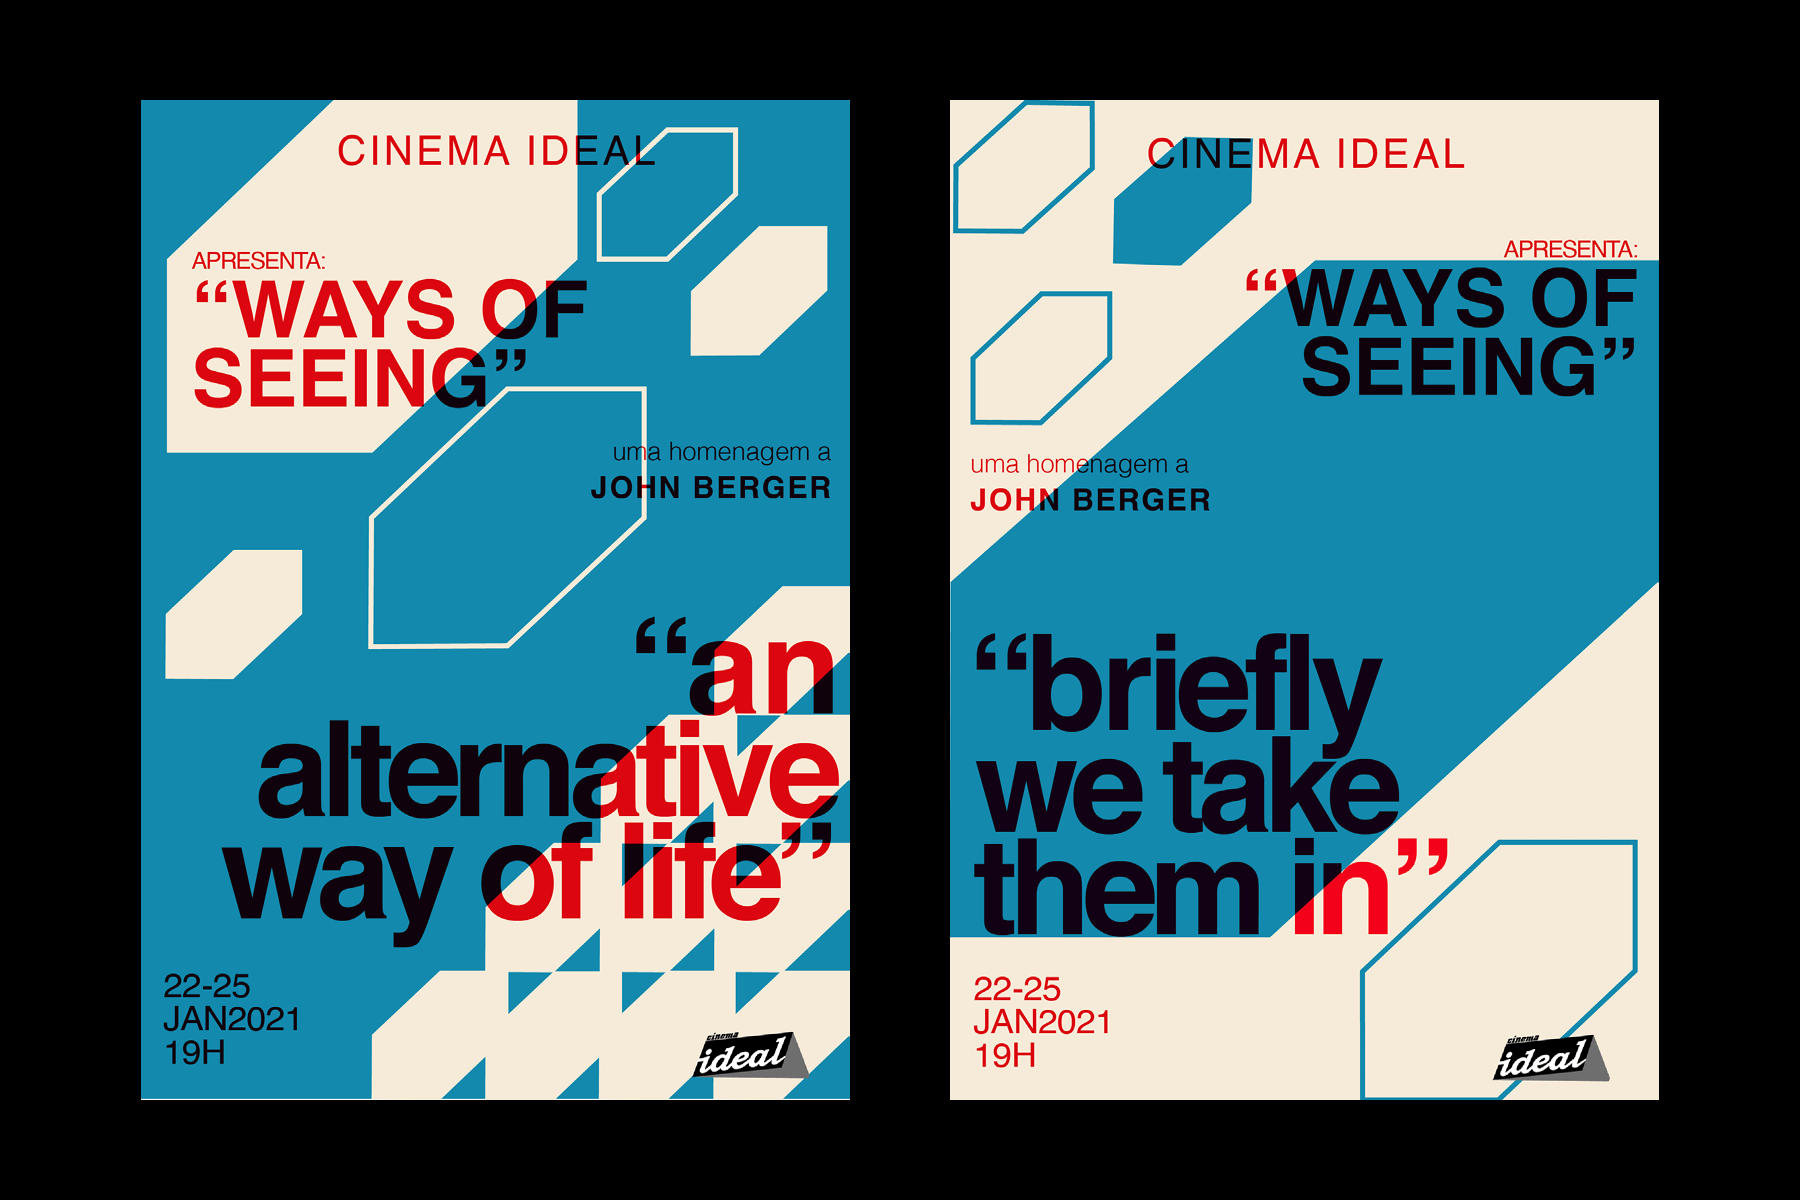 CINEMA IDEAL
APRESENTA:
“WAYS OF
SEEING”
uma homenagem a
JOHN BERGER
“an
alternative
way of life”
22-25
JAN2021
19H
cinema
ideal
CINEMA IDEAL
APRESENTA:
“WAYS OF
SEEING”
uma homenagem a
JOHN BERGER
“briefly
we take
them in”
22-25
JAN2021
19H
cinema
ideal